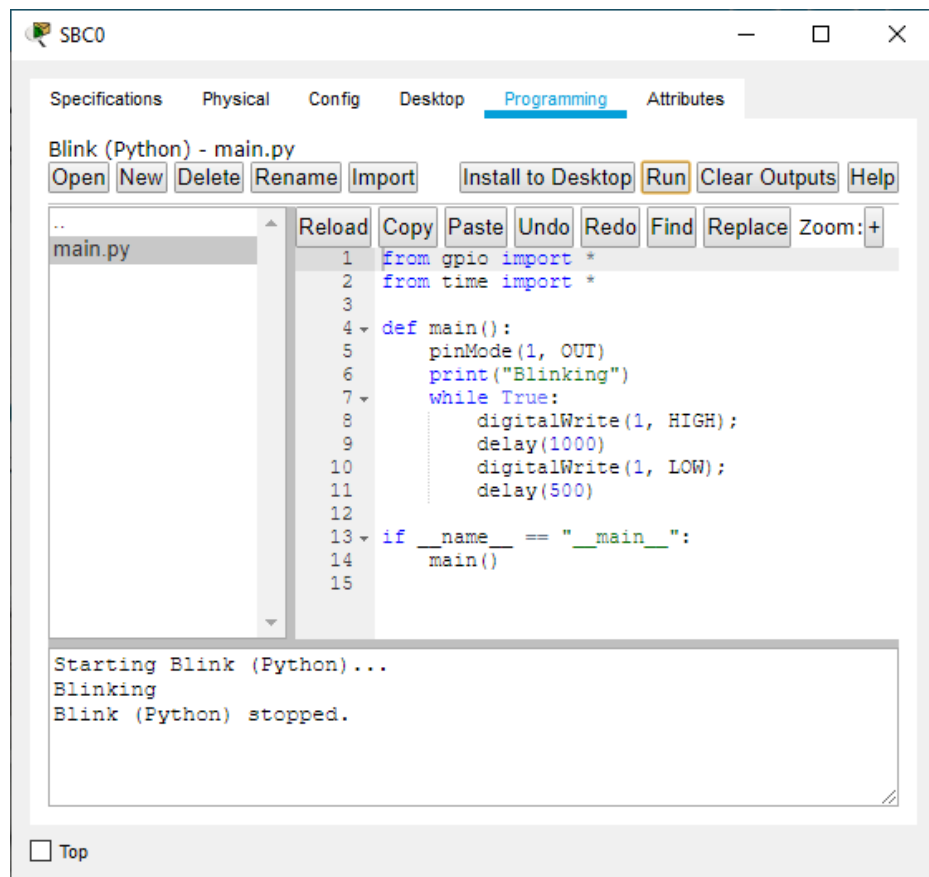 SBC0
Specifications Physical Config Desktop Programming Attributes
Blink (Python) - main.py
Open New Delete Rename Import Install to Desktop Run Clear Outputs Help
..
main.py
Reload Copy Paste Undo Redo Find Replace Zoom: +
1 from gpio import *
2 from time import *
3
4 def main():
5     pinMode(1, OUT)
6     print("Blinking")
7     while True:
8         digitalWrite(1, HIGH);
9         delay(1000)
10         digitalWrite(1, LOW);
11         delay(500)
12
13 if __name__ == "__main__":
14     main()
15
Starting Blink (Python)...
Blinking
Blink (Python) stopped.
Top